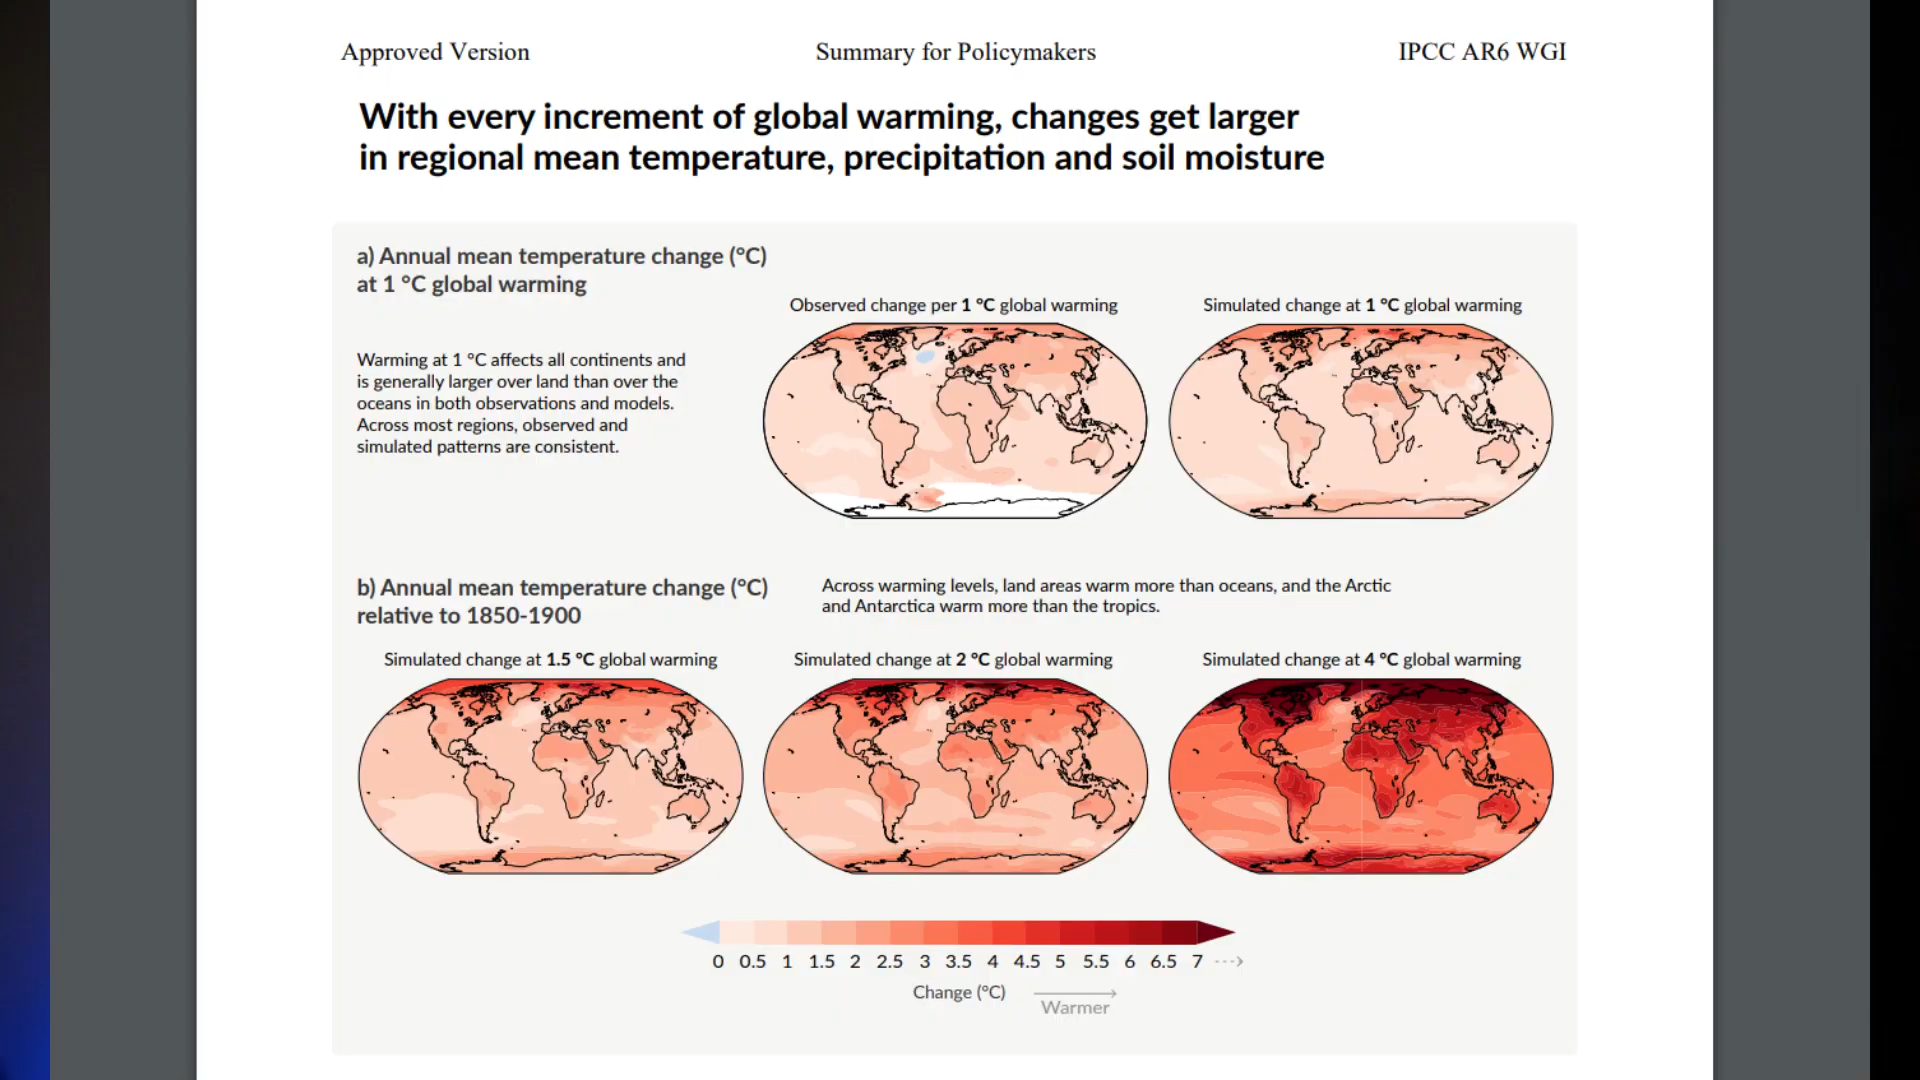 Approved Version
Summary for Policymakers
IPCC AR6 WGI
With every increment of global warming, changes get larger
in regional mean temperature, precipitation and soil moisture
a) Annual mean temperature change (°C)
at 1 °C global warming
Warming at 1 °C affects all continents and
is generally larger over land than over the
oceans in both observations and models.
Across most regions, observed and
simulated patterns are consistent.
Observed change per 1 °C global warming
Simulated change at 1 °C global warming
b) Annual mean temperature change (°C)
relative to 1850-1900
Across warming levels, land areas warm more than oceans, and the Arctic
and Antarctica warm more than the tropics.
Simulated change at 1.5 °C global warming
Simulated change at 2 °C global warming
Simulated change at 4 °C global warming
0 0.5 1 1.5 2 2.5 3 3.5 4 4.5 5 5.5 6 6.5 7
Change (°C)
Warmer